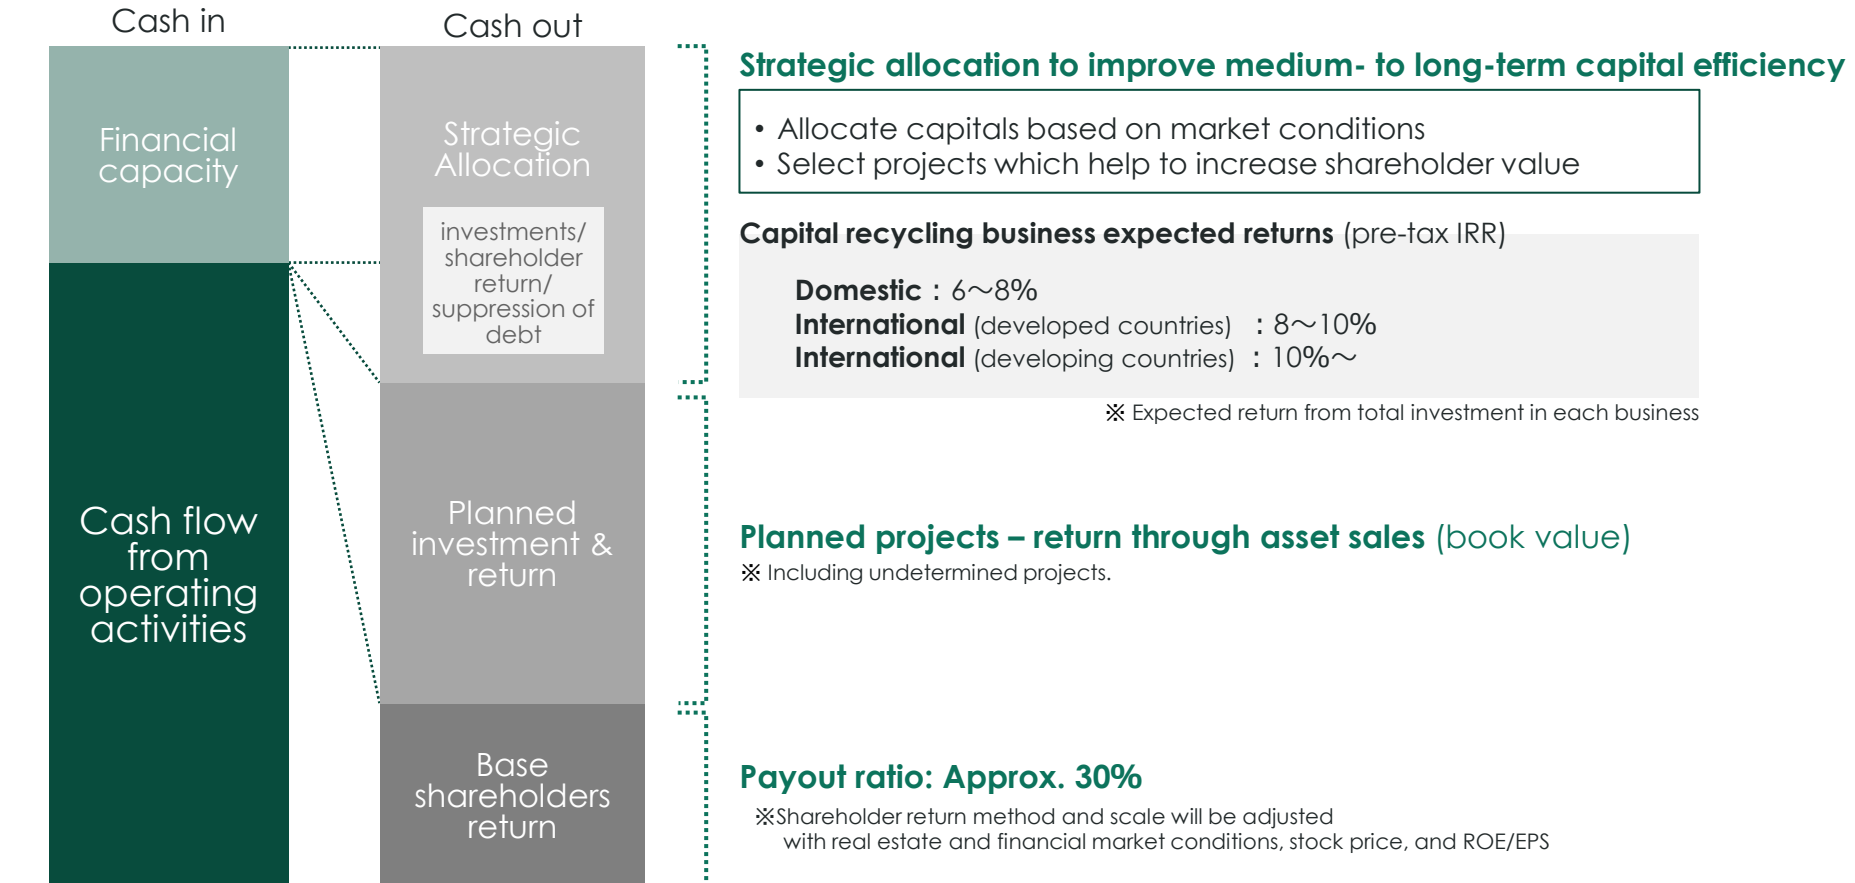 Cash in
Cash out
Financial
capacity
Cash flow
from
operating
activities
Strategic
Allocation
investments/
shareholder
return/
suppression of
debt
Planned
investment &
return
Base
shareholders
return
Strategic allocation to improve medium- to long-term capital efficiency
• Allocate capitals based on market conditions
• Select projects which help to increase shareholder value
Capital recycling business expected returns (pre-tax IRR)
Domestic：6～8%
International (developed countries) ：8～10%
International (developing countries) ：10%～
※ Expected return from total investment in each business
Planned projects – return through asset sales (book value)
※ Including undetermined projects.
Payout ratio: Approx. 30%
※Shareholder return method and scale will be adjusted
with real estate and financial market conditions, stock price, and ROE/EPS